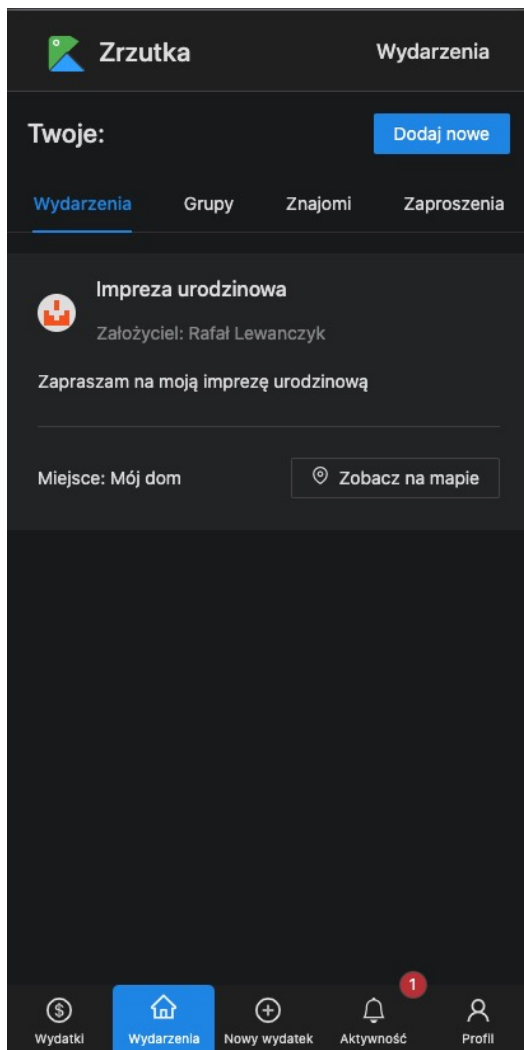 Zrzutka
Wydarzenia
Twoje:
Dodaj nowe
Wydarzenia Grupy Znajomi Zaproszenia
Impreza urodzinowa
Założyciel: Rafał Lewanczyk
Zapraszam na moją imprezę urodzinową
Miejsce: Mój dom
Zobacz na mapie
1
Wydatki Wydarzenia Nowy wydatek Aktywność Profil